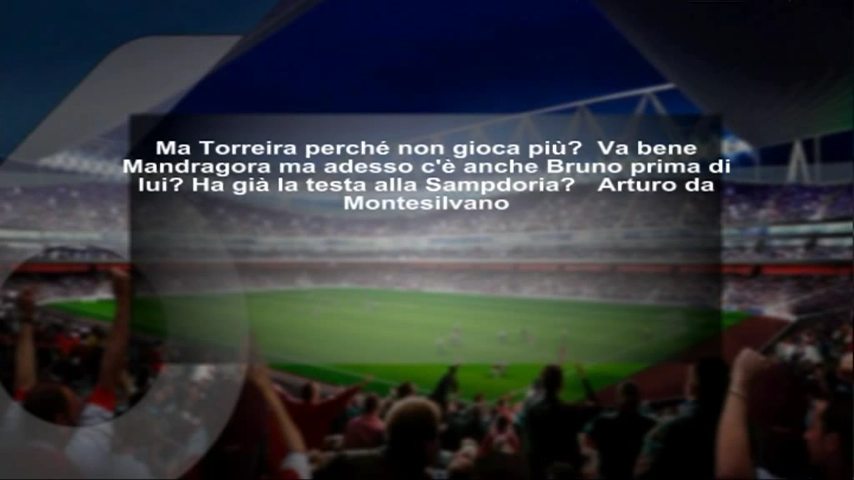 Ma Torreira perché non gioca più?  Va bene
Mandragora ma adesso c'è anche Bruno prima di
lui? Ha già la testa alla Sampdoria?   Arturo da
Montesilvano